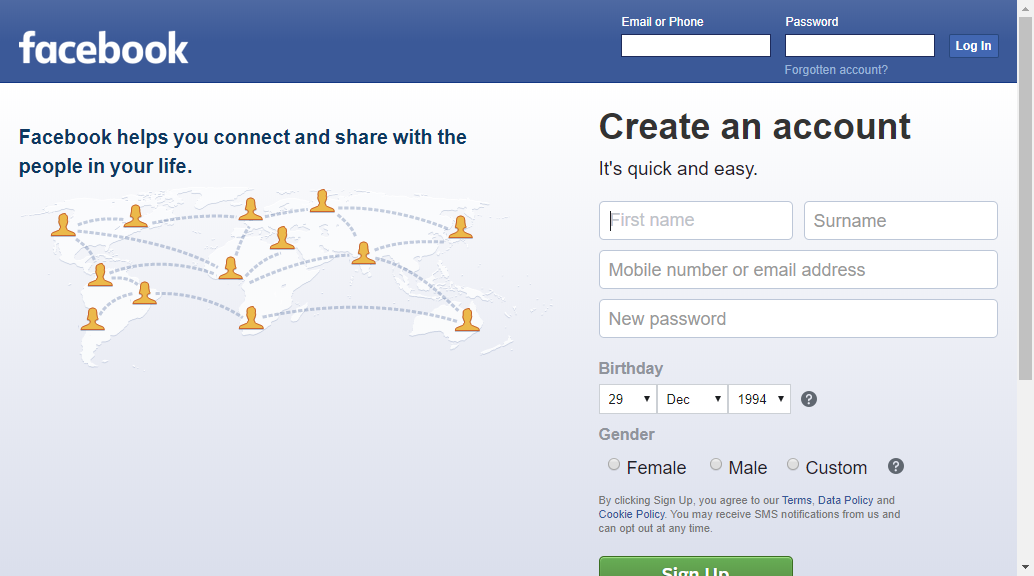 facebook
Email or Phone
Password
Log In
Forgotten account?
Facebook helps you connect and share with the
people in your life.
Create an account
It's quick and easy.
First name
Surname
Mobile number or email address
New password
Birthday
29
Dec
1994
?
Gender
Female
Male
Custom
?
By clicking Sign Up, you agree to our Terms, Data Policy and
Cookie Policy. You may receive SMS notifications from us and
can opt out at any time.
Sign Up